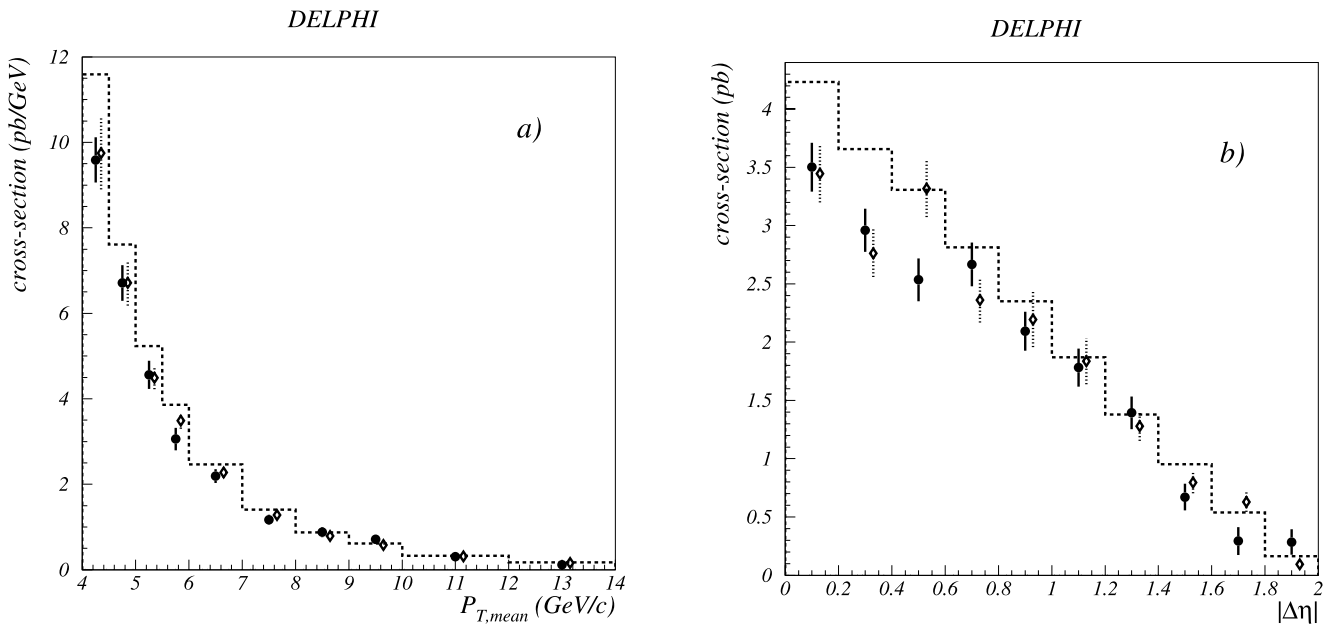 DELPHI
cross-section (pb/GeV)
12
10
8
6
4
2
0
a)
4 5 6 7 8 9 10 11 12 13 14
P_{T,mean} (GeV/c)
DELPHI
cross-section (pb)
4
3.5
3
2.5
2
1.5
1
0.5
0
b)
0 0.2 0.4 0.6 0.8 1 1.2 1.4 1.6 1.8 2
|Δη|